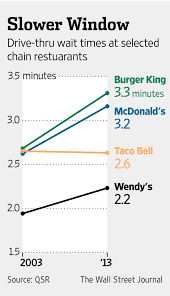 Slower Window
Drive-thru wait times at selected
chain restuarants
3.5 minutes
Burger King
3.3 minutes
McDonald's
3.2
3.0
Taco Bell
2.6
2.5
Wendy's
2.2
2.0
1.5
2003 '13
Source: QSR The Wall Street Journal